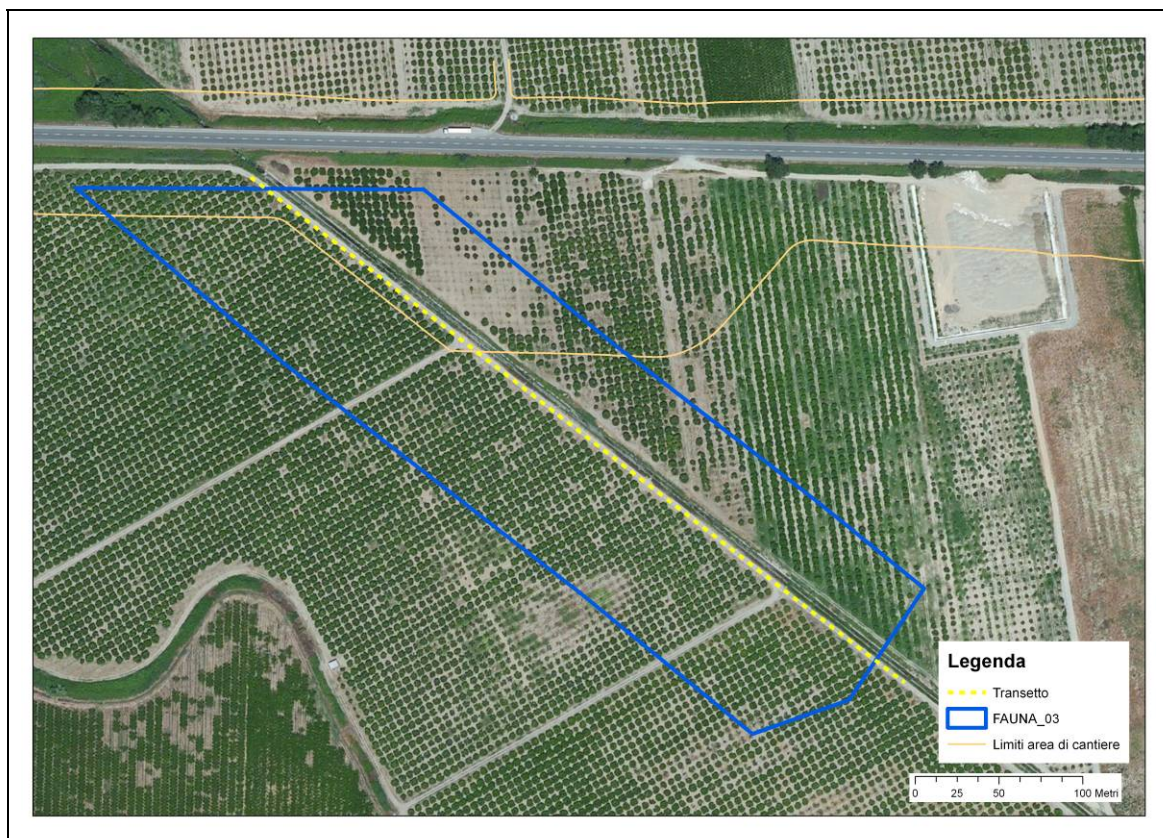 Legenda
Transetto
FAUNA_03
Limiti area di cantiere
0 25 50 100 Metri